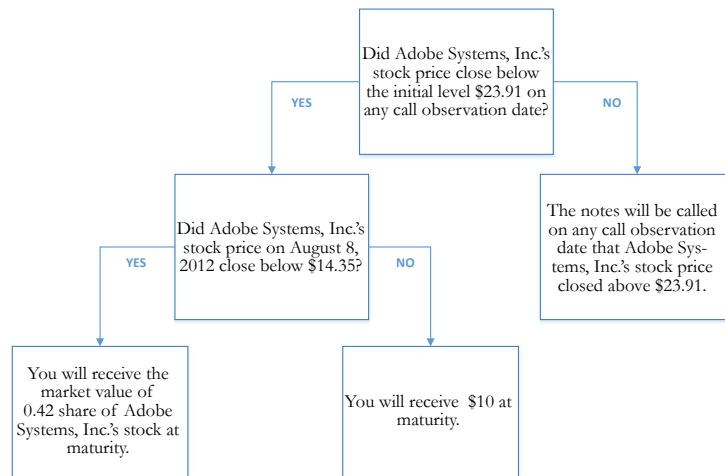 Did Adobe Systems, Inc.'s
stock price close below
the initial level $23.91 on
any call observation date?
YES
NO
Did Adobe Systems, Inc.'s
stock price on August 8,
2012 close below $14.35?
The notes will be called
on any call observation
date that Adobe Sys-
tems, Inc.'s stock price
closed above $23.91.
YES
NO
You will receive the
market value of
0.42 share of Adobe
Systems, Inc.'s stock at
maturity.
You will receive $10 at
maturity.